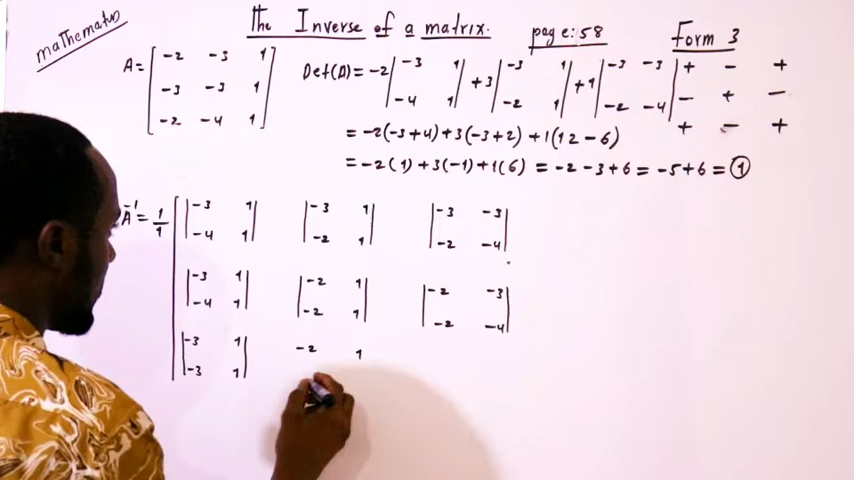 mathematics
The Inverse of a matrix. page:58 Form 3
A = [ -2 -3 1
-3 -3 1
-2 -4 1 ]
Det(A) = -2 | -3 1 | + 3 | -3 1 | + 1 | -3 -3 |
| -4 1 | | -2 1 | | -2 -4 |
+ - +
- + -
+ - +
= -2(-3+4) + 3(-3+2) + 1(12-6)
= -2(1) + 3(-1) + 1(6) = -2 -3 +6 = -5 +6 = 1
A⁻¹ = 1/1 [ | -3 1 | | -3 1 | | -3 -3 |
| -4 1 | | -2 1 | | -2 -4 |
| -3 1 | | -2 1 | | -2 -3 |
| -4 1 | | -2 1 | | -2 -4 |
| -3 1 | -2 1
| -3 1 |